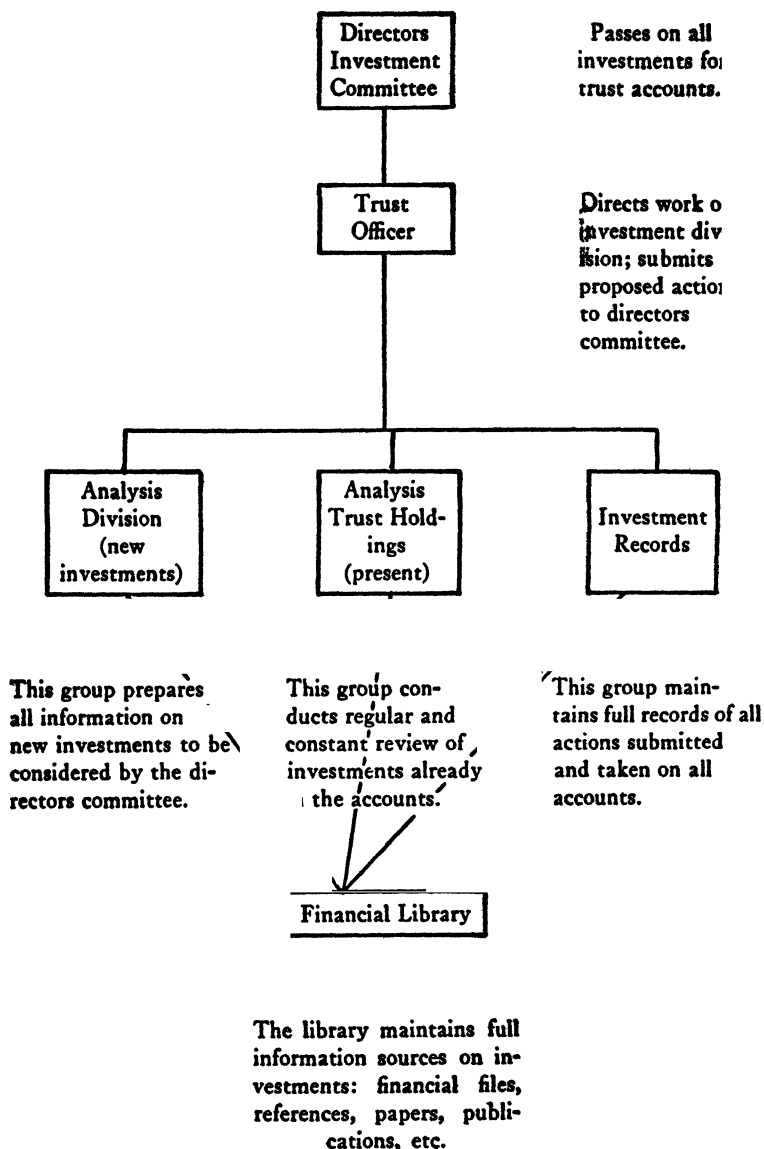 Directors
Investment
Committee
Passes on all
investments for
trust accounts.
Trust
Officer
Directs work o
investment div
ision; submits
proposed action
to directors
committee.
Analysis
Division
(new
investments)
Analysis
Trust Hold-
ings
(present)
Investment
Records
This group prepares
all information on
new investments to be
considered by the di-
rectors committee.
This group con-
ducts regular and
constant review of
investments already
the accounts.
This group main-
tains full records of all
actions submitted
and taken on all
accounts.
Financial Library
The library maintains full
information sources on in-
vestments: financial files,
references, papers, publi-
cations, etc.